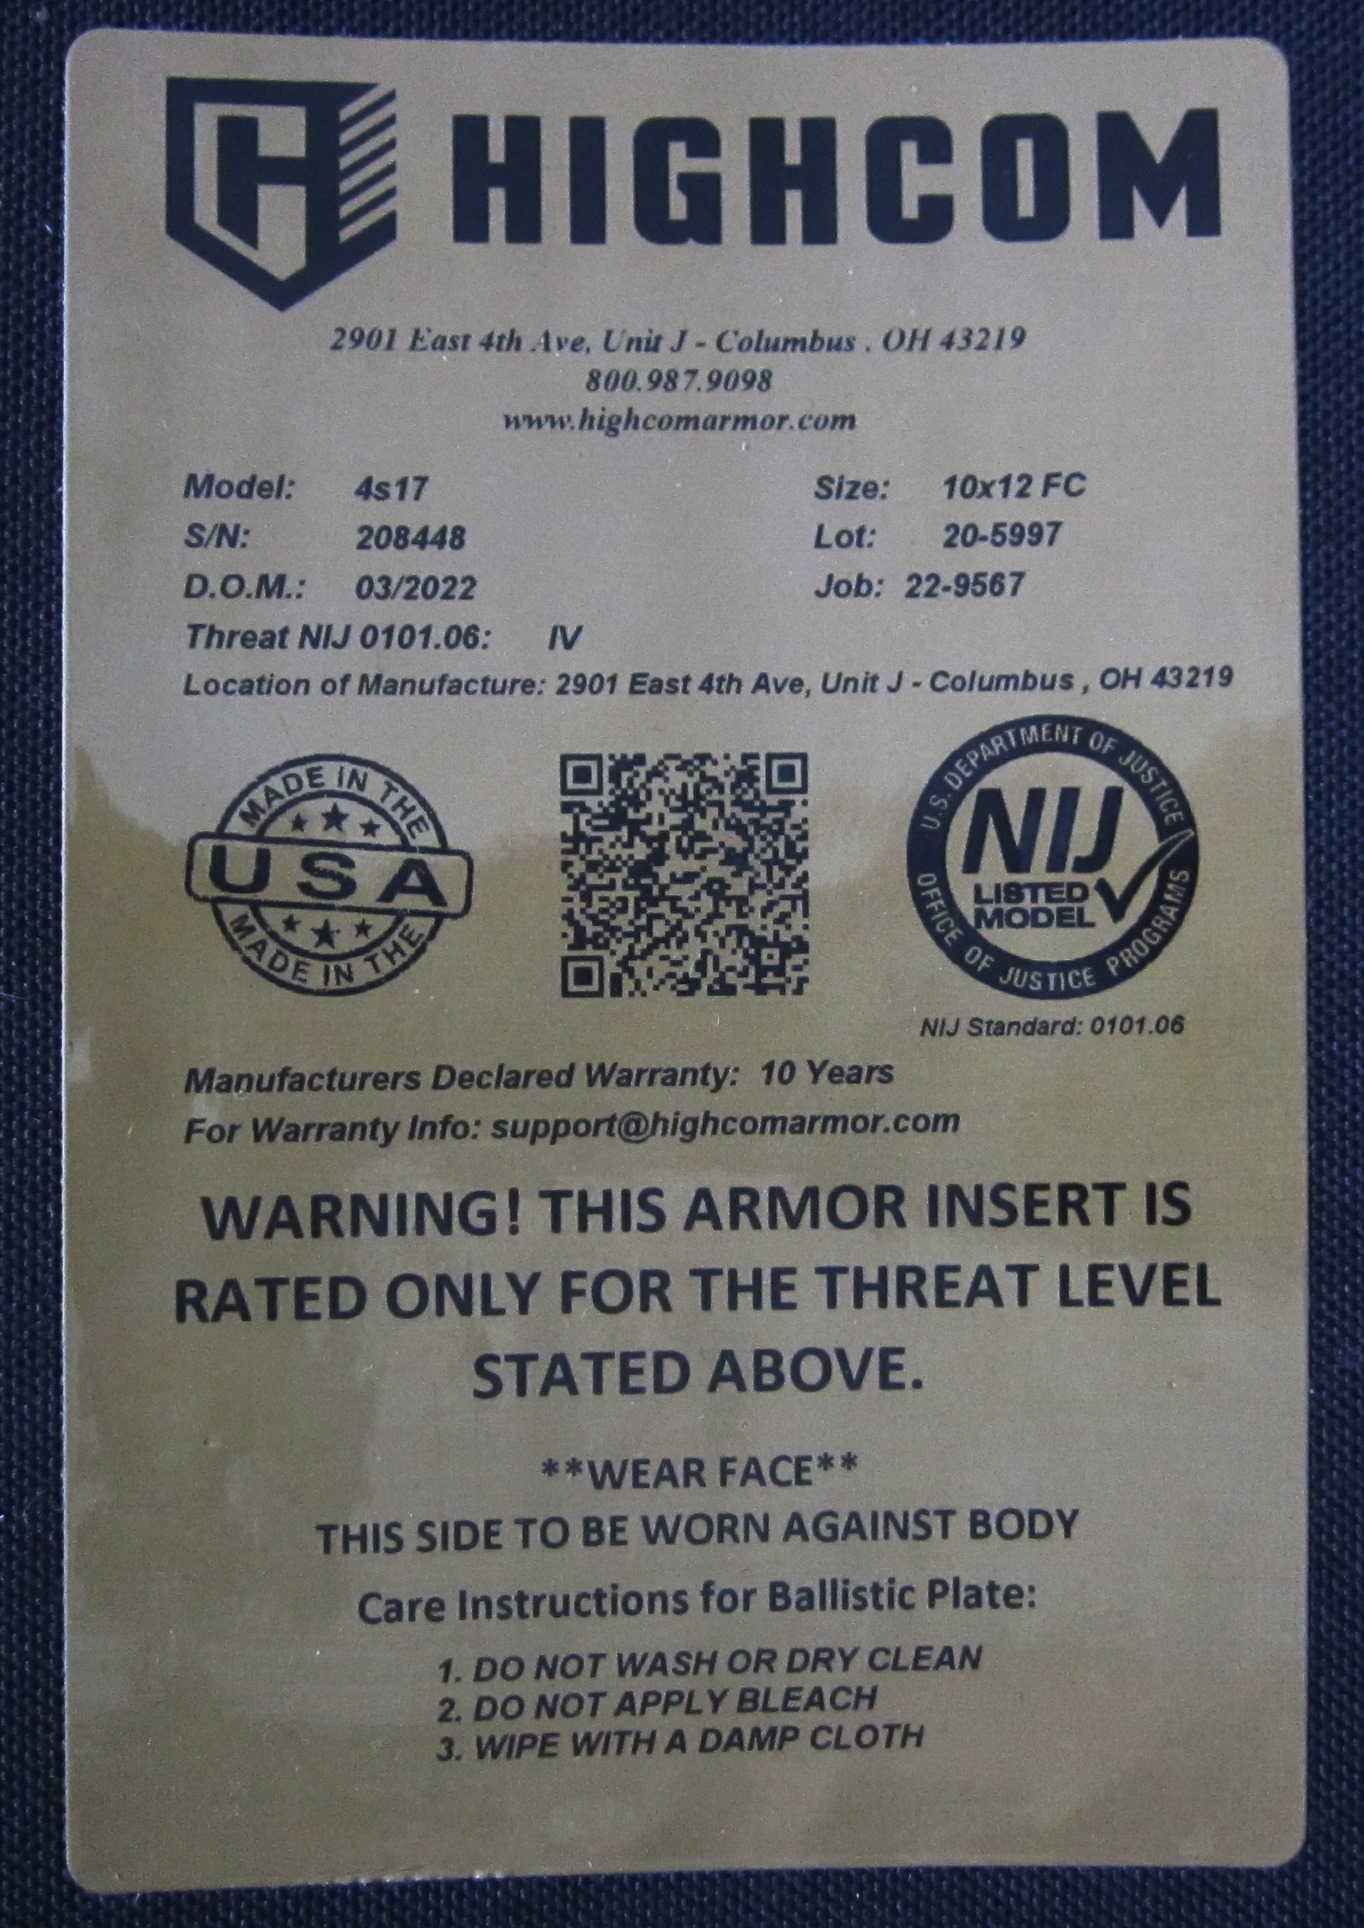 HIGHCOM
2901 East 4th Ave, Unit J - Columbus . OH 43219
800.987.9098
www.highcomarmor.com
Model: 4s17 Size: 10x12 FC
S/N: 208448 Lot: 20-5997
D.O.M.: 03/2022 Job: 22-9567
Threat NIJ 0101.06: IV
Location of Manufacture: 2901 East 4th Ave, Unit J - Columbus , OH 43219
MADE IN THE
USA
MADE IN THE
U.S. DEPARTMENT OF JUSTICE
NIJ
LISTED
MODEL
OFFICE OF JUSTICE PROGRAMS
NIJ Standard: 0101.06
Manufacturers Declared Warranty: 10 Years
For Warranty Info: support@highcomarmor.com
WARNING! THIS ARMOR INSERT IS
RATED ONLY FOR THE THREAT LEVEL
STATED ABOVE.
**WEAR FACE**
THIS SIDE TO BE WORN AGAINST BODY
Care Instructions for Ballistic Plate:
1. DO NOT WASH OR DRY CLEAN
2. DO NOT APPLY BLEACH
3. WIPE WITH A DAMP CLOTH